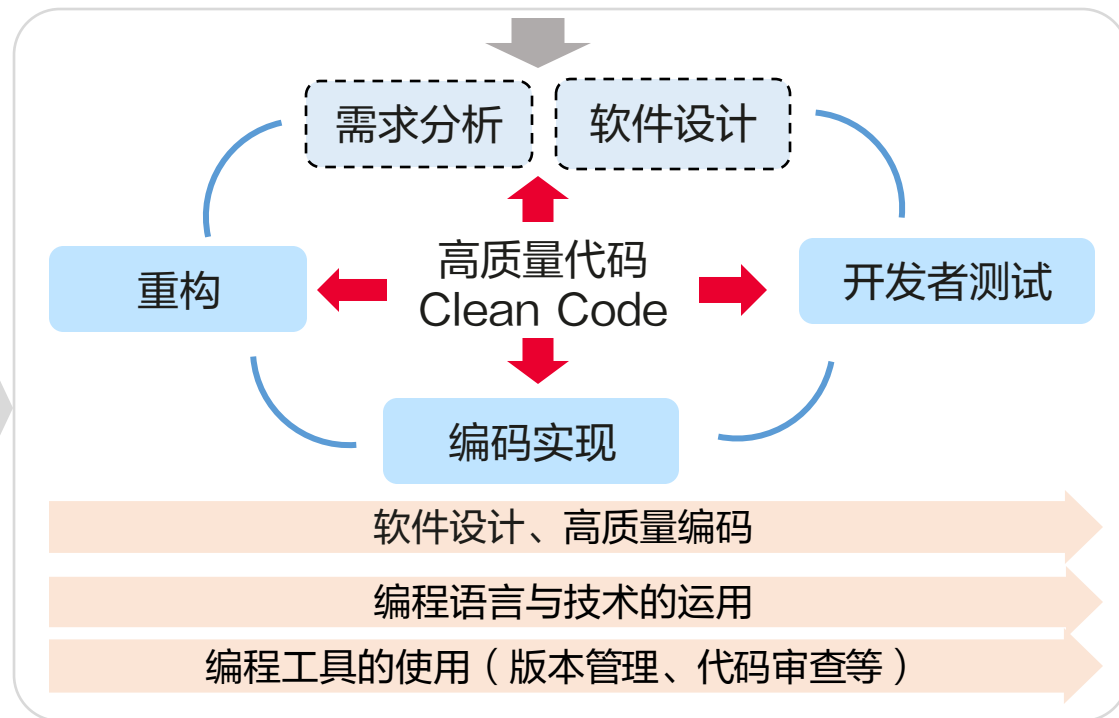 需求分析
软件设计
重构
高质量代码
Clean Code
开发者测试
编码实现
软件设计、高质量编码
编程语言与技术的运用
编程工具的使用（版本管理、代码审查等）